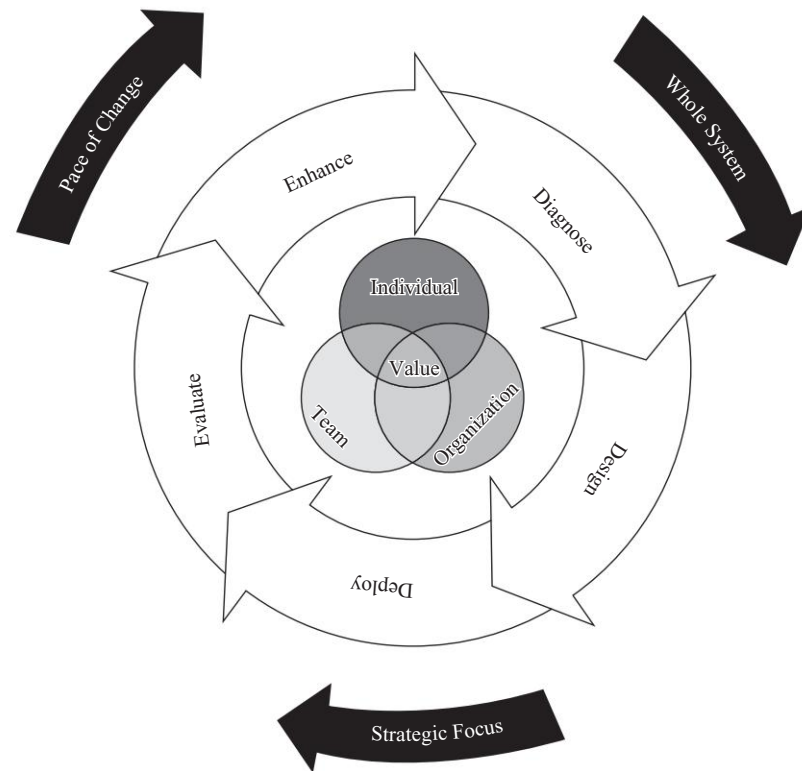 Pace of Change
Whole System
Enhance
Diagnose
Individual
Value
Team
Organization
Evaluate
Design
Deploy
Strategic Focus